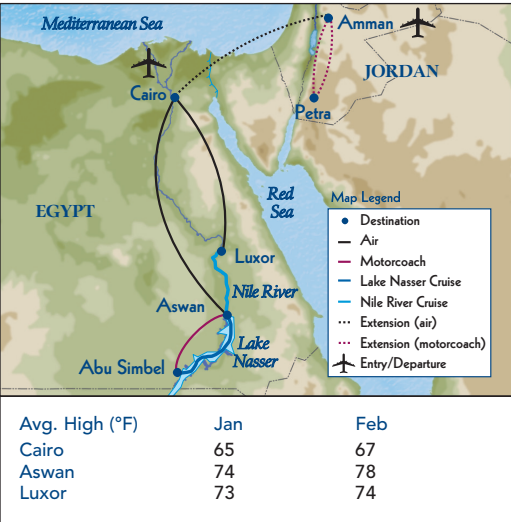 Mediterranean Sea
Amman
JORDAN
Cairo
Petra
Red
Sea
EGYPT
Luxor
Nile River
Aswan
Lake
Nasser
Abu Simbel
Map Legend
Destination
Air
Motorcoach
Lake Nasser Cruise
Nile River Cruise
Extension (air)
Extension (motorcoach)
Entry/Departure
Avg. High (°F) Jan Feb
Cairo 65 67
Aswan 74 78
Luxor 73 74